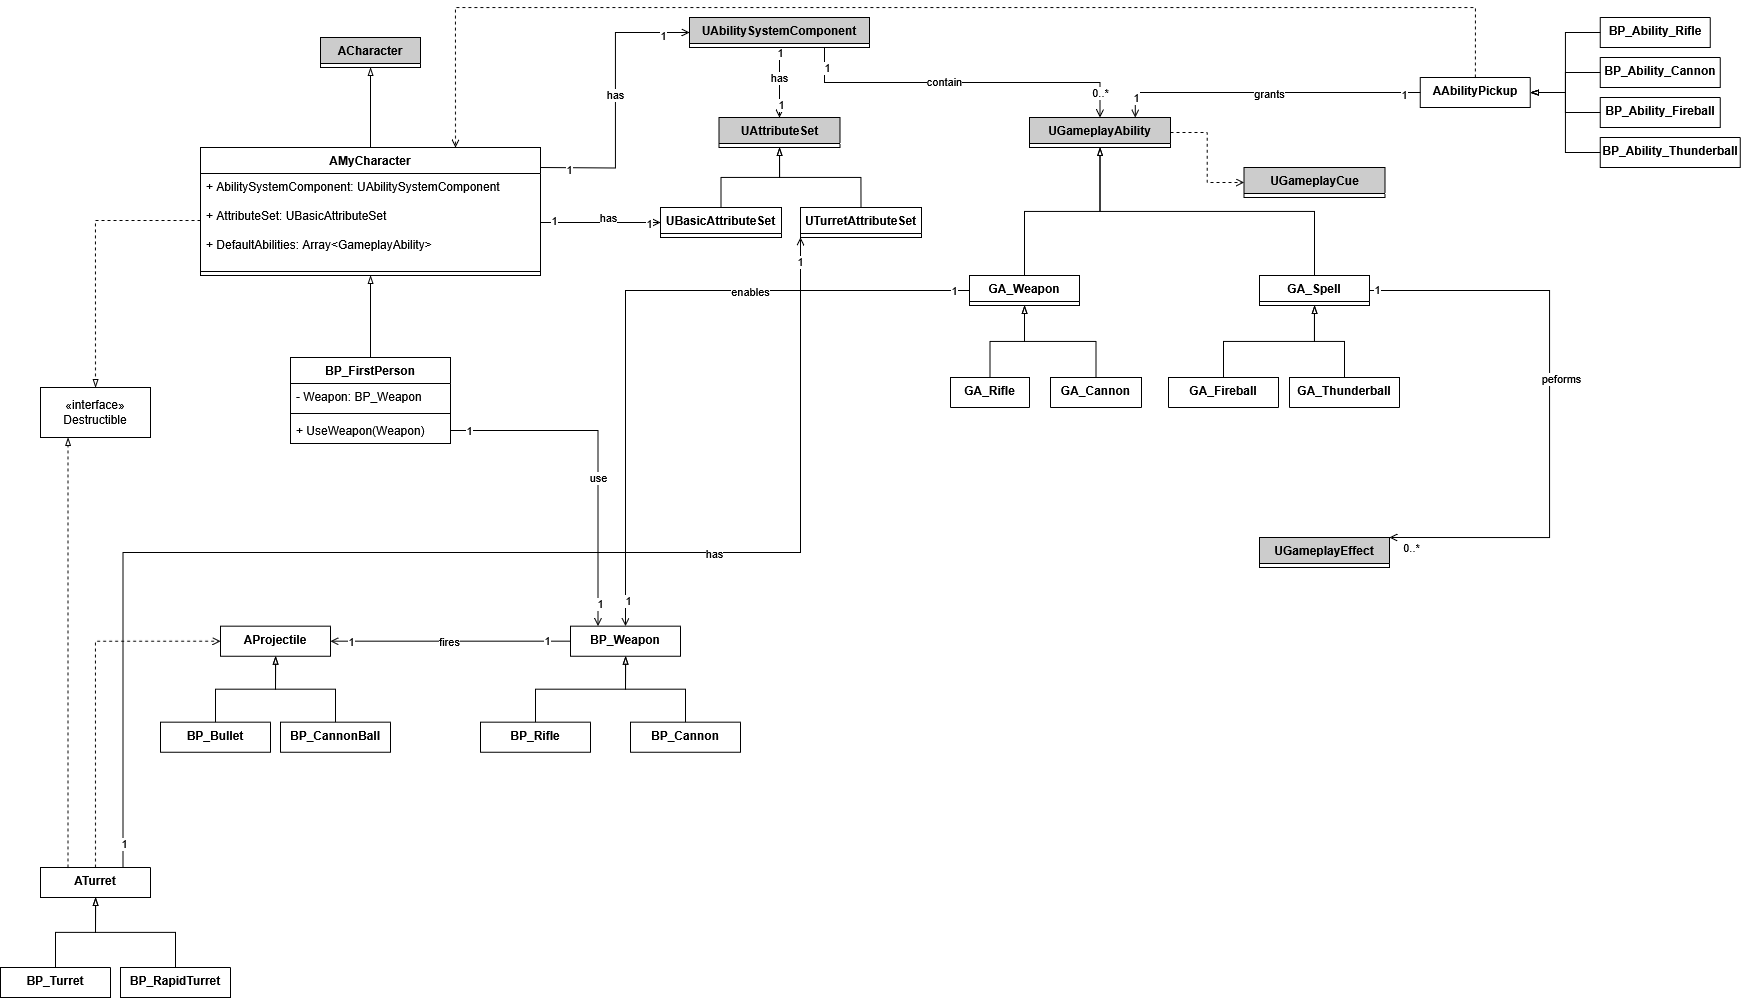 UAbilitySystemComponent
BP_Ability_Rifle
1
ACharacter
1
1
has
has
BP_Ability_Cannon
contain
AAbilityPickup
0..*
1
grants
1
1
BP_Ability_Fireball
UAttributeSet
UGameplayAbility
BP_Ability_Thunderball
AMyCharacter
1
UGameplayCue
+ AbilitySystemComponent: UAbilitySystemComponent
+ AttributeSet: UBasicAttributeSet
+ DefaultAbilities: Array<GameplayAbility>
1
has
1
UBasicAttributeSet
UTurretAttributeSet
1
enables
1
GA_Weapon
GA_Spell
1
BP_FirstPerson
- Weapon: BP_Weapon
+ UseWeapon(Weapon)
1
peforms
GA_Rifle
GA_Cannon
GA_Fireball
GA_Thunderball
«interface»
Destructible
use
has
UGameplayEffect
0..*
1
1
AProjectile
1
fires
1
BP_Weapon
BP_Bullet
BP_CannonBall
BP_Rifle
BP_Cannon
1
ATurret
BP_Turret
BP_RapidTurret